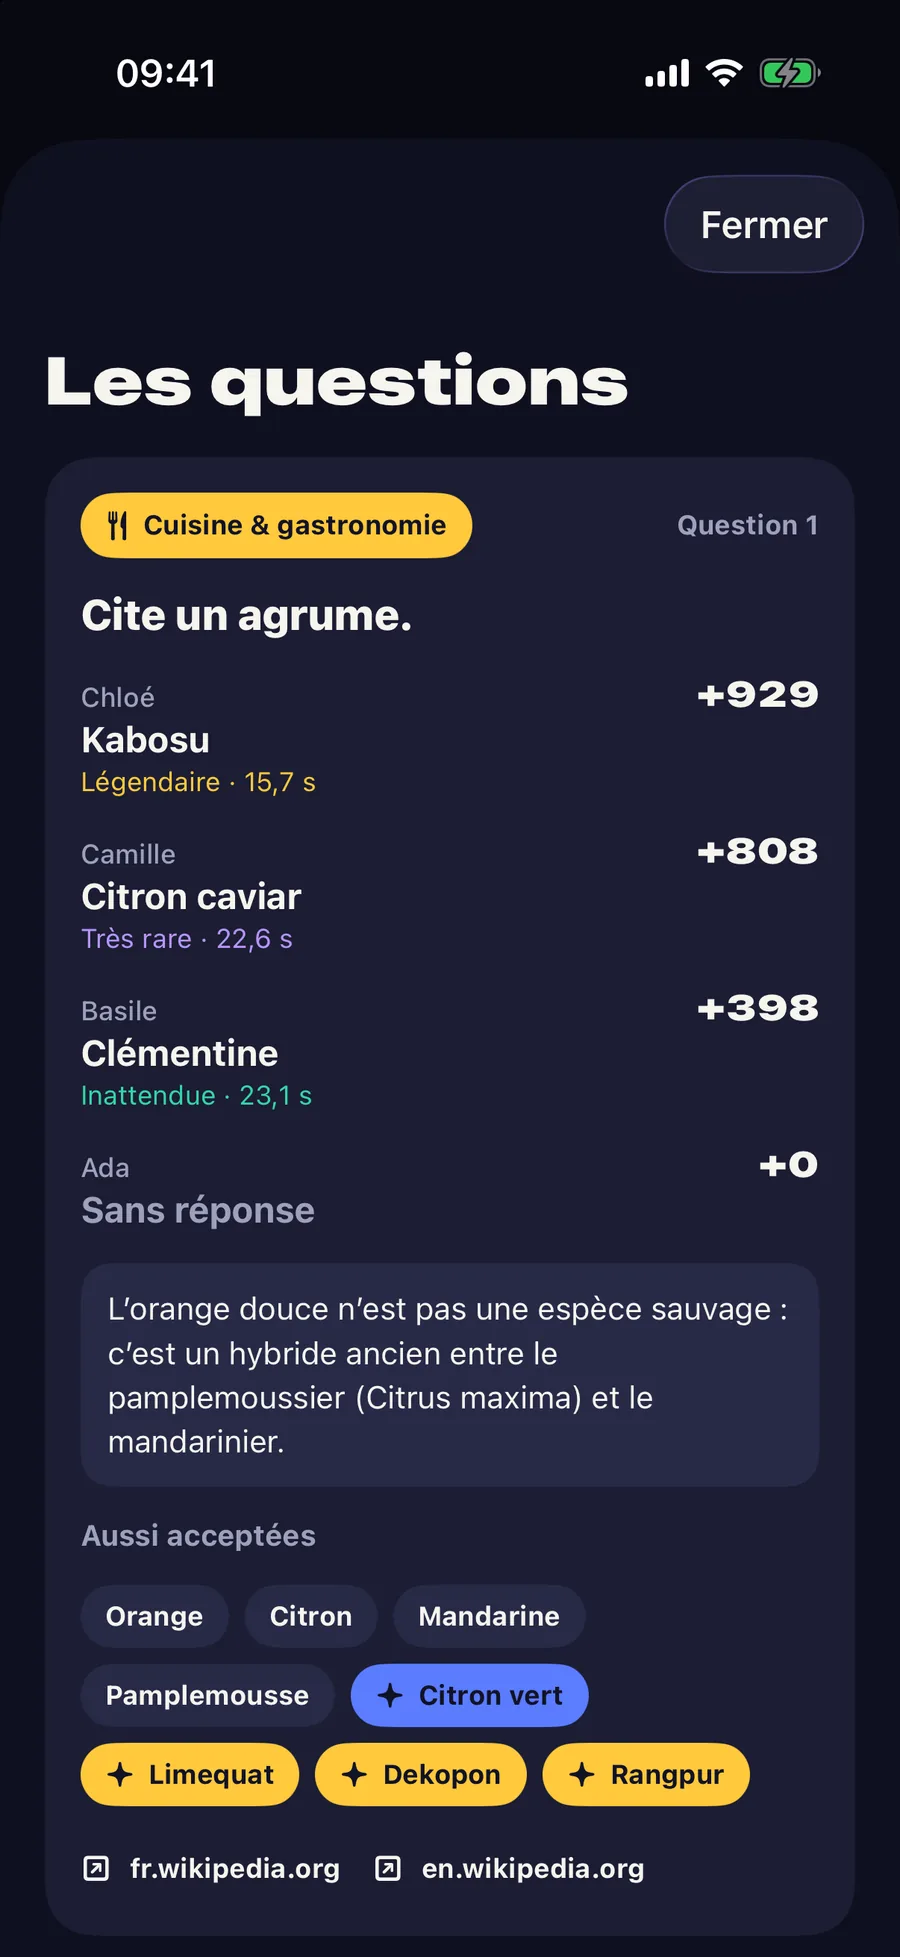 09:41
Fermer
Les questions
Cuisine & gastronomie
Question 1
Cite un agrume.
Chloé
+929
Kabosu
Légendaire · 15,7 s
Camille
+808
Citron caviar
Très rare · 22,6 s
Basile
+398
Clémentine
Inattendue · 23,1 s
Ada
+0
Sans réponse
L’orange douce n’est pas une espèce sauvage :
c’est un hybride ancien entre le
pamplemoussier (Citrus maxima) et le
mandarinier.
Aussi acceptées
Orange Citron Mandarine
Pamplemousse Citron vert
Limequat Dekopon Rangpur
fr.wikipedia.org en.wikipedia.org